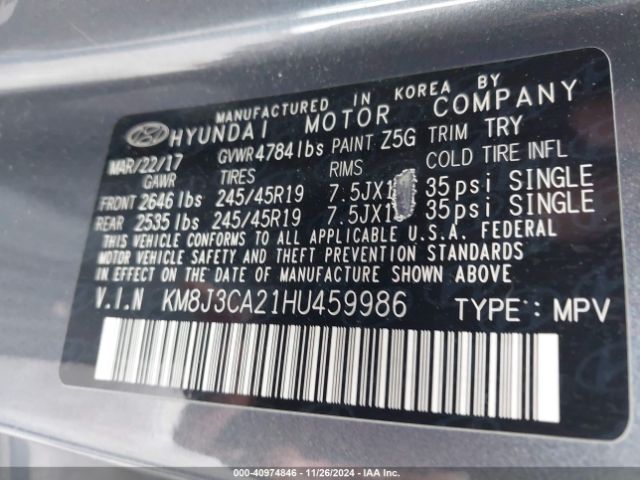 MANUFACTURED IN KOREA BY
HYUNDAI MOTOR COMPANY
MAR/22/17 GVWR 4784 lbs PAINT Z5G TRIM TRY
GAWR TIRES RIMS COLD TIRE INFL
FRONT 2646 lbs 245/45R19 7.5JX1 35 psi SINGLE
REAR 2535 lbs 245/45R19 7.5JX1 35 psi SINGLE
THIS VEHICLE CONFORMS TO ALL APPLICABLE U.S.A. FEDERAL
MOTOR VEHICLE SAFETY AND THEFT PREVENTION STANDARDS
IN EFFECT ON THE DATE OF MANUFACTURE SHOWN ABOVE.
V.I.N KM8J3CA21HU459986 TYPE: MPV
000-40974846 - 11/26/2024 - IAA Inc.